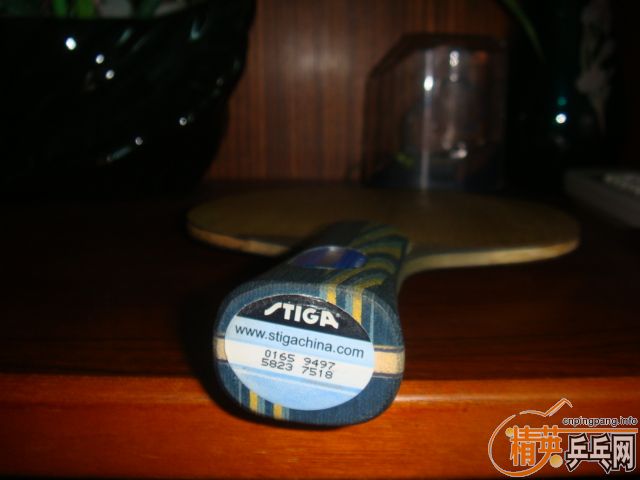 STIGA
www.stigachina.com
0165 9497
5823 7518
cnpingpang.info
精英乒乓网